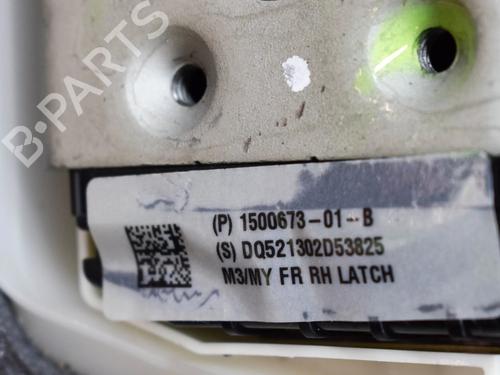 B-PARTS
(P) 1500673-01-B
(S) DQ521302D53825
M3/MY FR RH LATCH